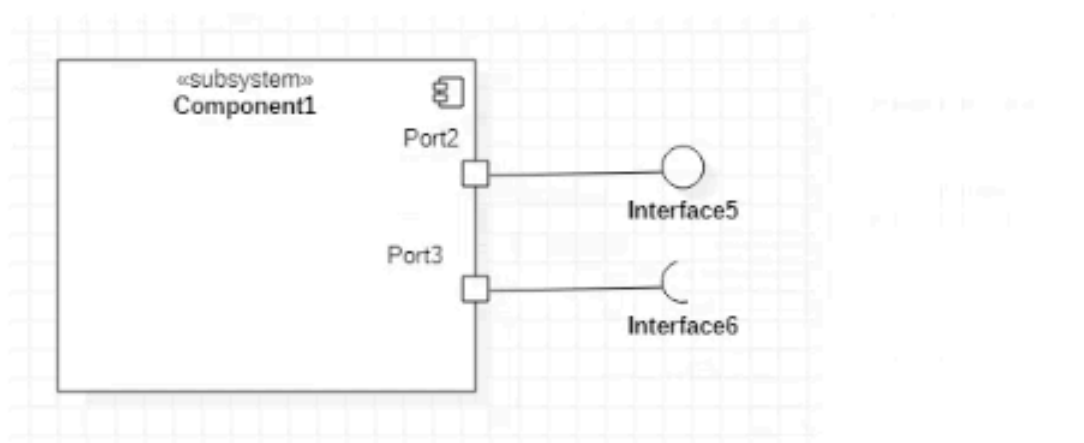 «subsystem»
Component1
Port2
Interface5
Port3
Interface6